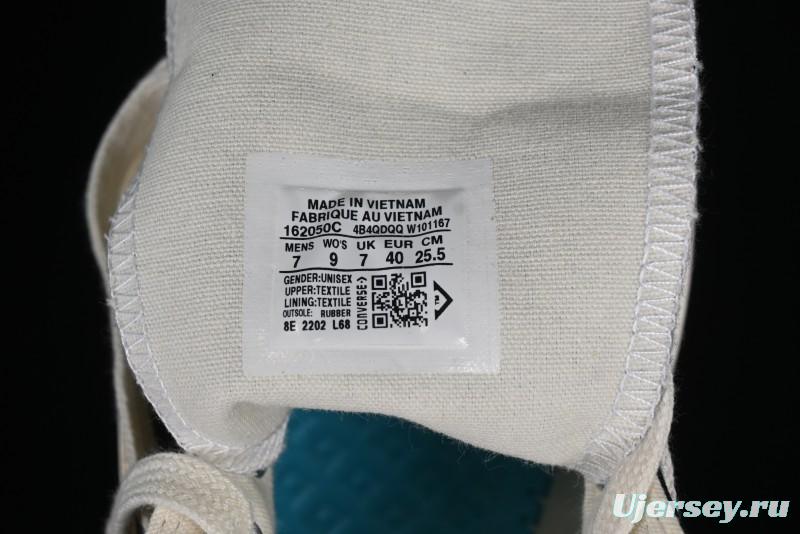 MADE IN VIETNAM
FABRIQUE AU VIETNAM
162050C 4B4QDQQ W101167
MENS WO'S UK EUR CM
7 9 7 40 25.5
GENDER:UNISEX
UPPER:TEXTILE
LINING:TEXTILE
OUTSOLE: RUBBER
8E 2202 L68
CONVERSE
Ujersey.ru